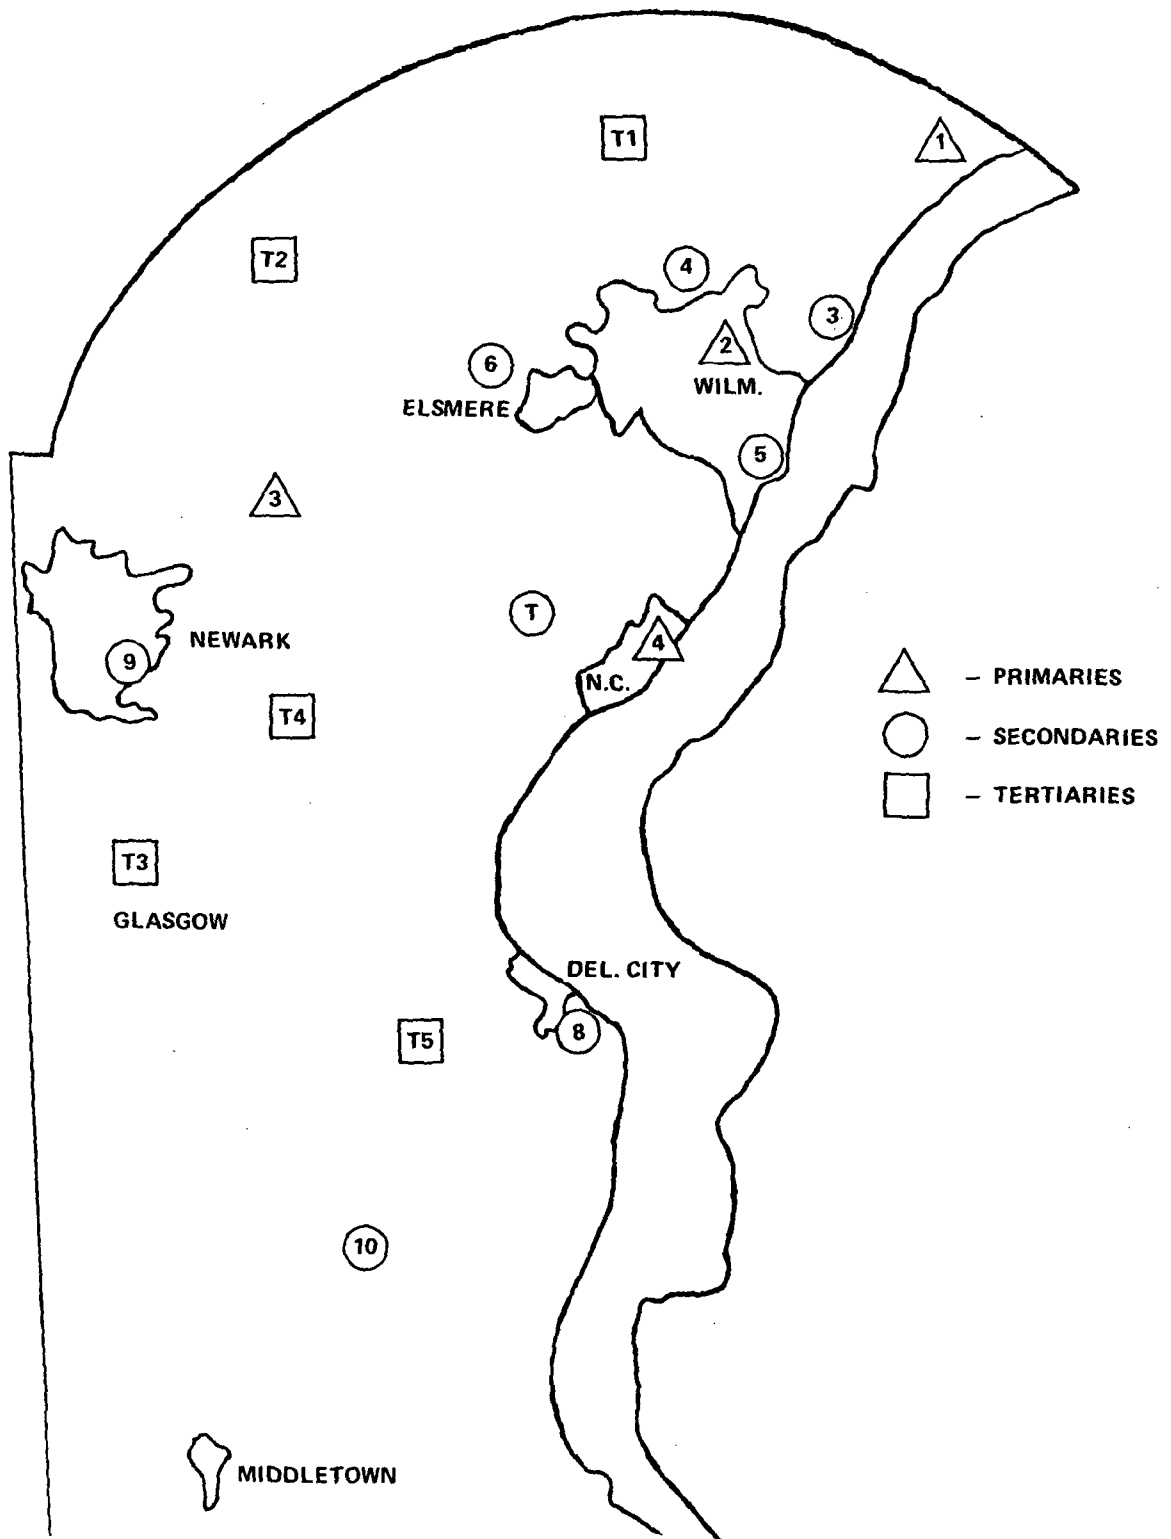 T1
1
T2
4
3
2
6
WILM.
ELSMERE
5
3
T
NEWARK
4
9
N.C.
– PRIMARIES
T4
– SECONDARIES
– TERTIARIES
T3
GLASGOW
DEL. CITY
8
T5
10
MIDDLETOWN